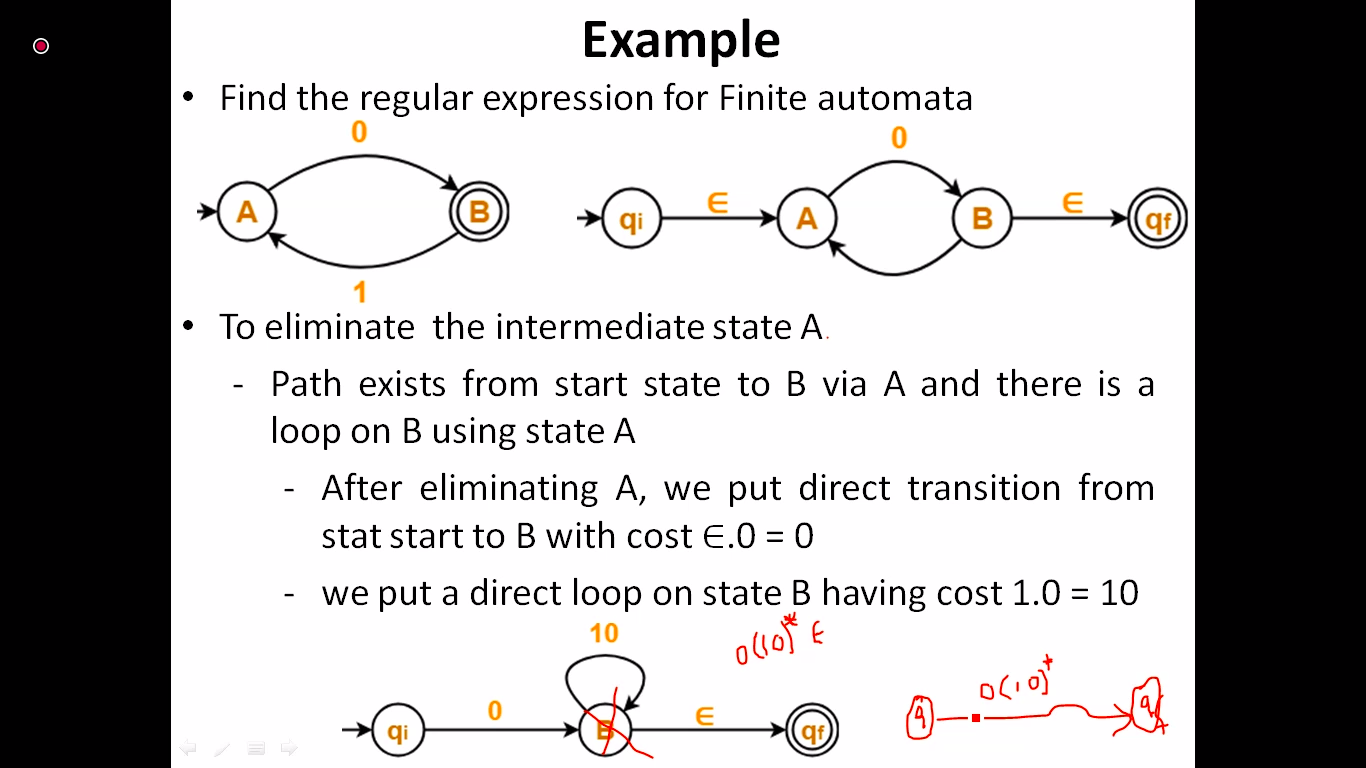 Example
• Find the regular expression for Finite automata
0
A
B
1
0
qi
∈
A
B
∈
qf
• To eliminate the intermediate state A.
- Path exists from start state to B via A and there is a
loop on B using state A
- After eliminating A, we put direct transition from
stat start to B with cost ∈.0 = 0
- we put a direct loop on state B having cost 1.0 = 10
10
0(10)* ∈
qi
0
B
∈
qf
0(10)*
q
qf